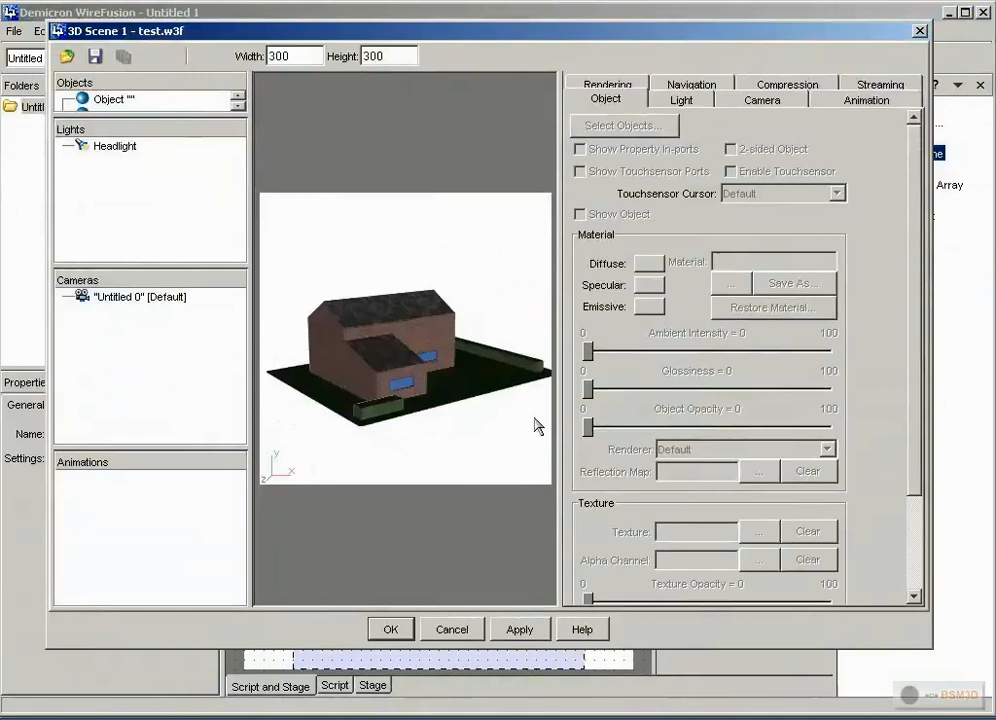 Demicron WireFusion - Untitled 1
File
3D Scene 1 - test.w3f
Untitled
Width: 300 Height: 300
Folders
Objects
Object ""
Lights
Headlight
Cameras
"Untitled 0" [Default]
Animations
Properti
General
Name:
Settings:
y
x
z
Rendering Navigation Compression Streaming
Object Light Camera Animation
Select Objects...
Show Property In-ports 2-sided Object
Show Touchsensor Ports Enable Touchsensor
Touchsensor Cursor: Default
Show Object
Material
Diffuse: Material:
Specular: ... Save As...
Emissive: Restore Material...
0 Ambient Intensity = 0 100
0 Glossiness = 0 100
0 Object Opacity = 0 100
Renderer: Default
Reflection Map: ... Clear
Texture
Texture: ... Clear
Alpha Channel: ... Clear
0 Texture Opacity = 0 100
Array
OK Cancel Apply Help
Script and Stage Script Stage
BSM3D